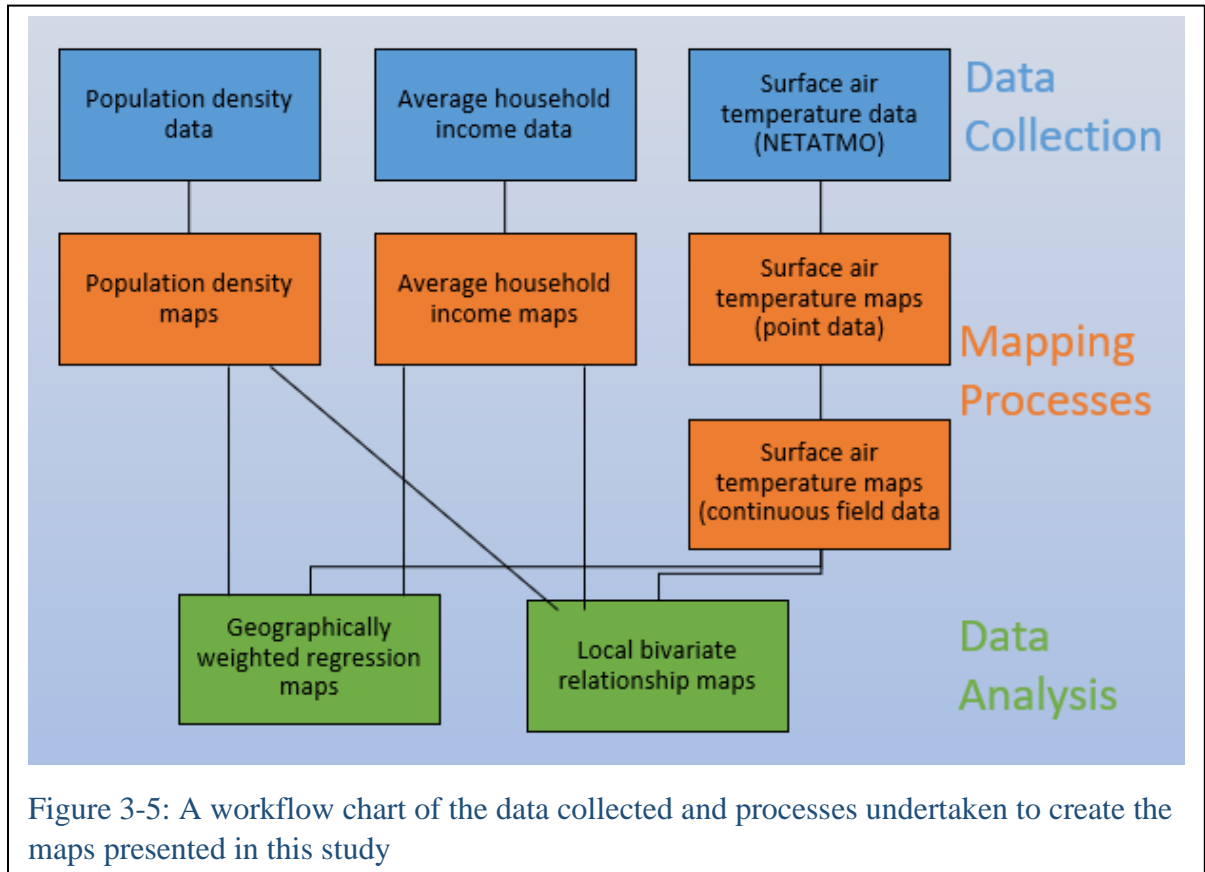 Population density
data
Average household
income data
Surface air
temperature data
(NETATMO)
Data
Collection
Population density
maps
Average household
income maps
Surface air
temperature maps
(point data)
Mapping
Processes
Surface air
temperature maps
(continuous field data
Geographically
weighted regression
maps
Local bivariate
relationship maps
Data
Analysis
Figure 3-5: A workflow chart of the data collected and processes undertaken to create the
maps presented in this study